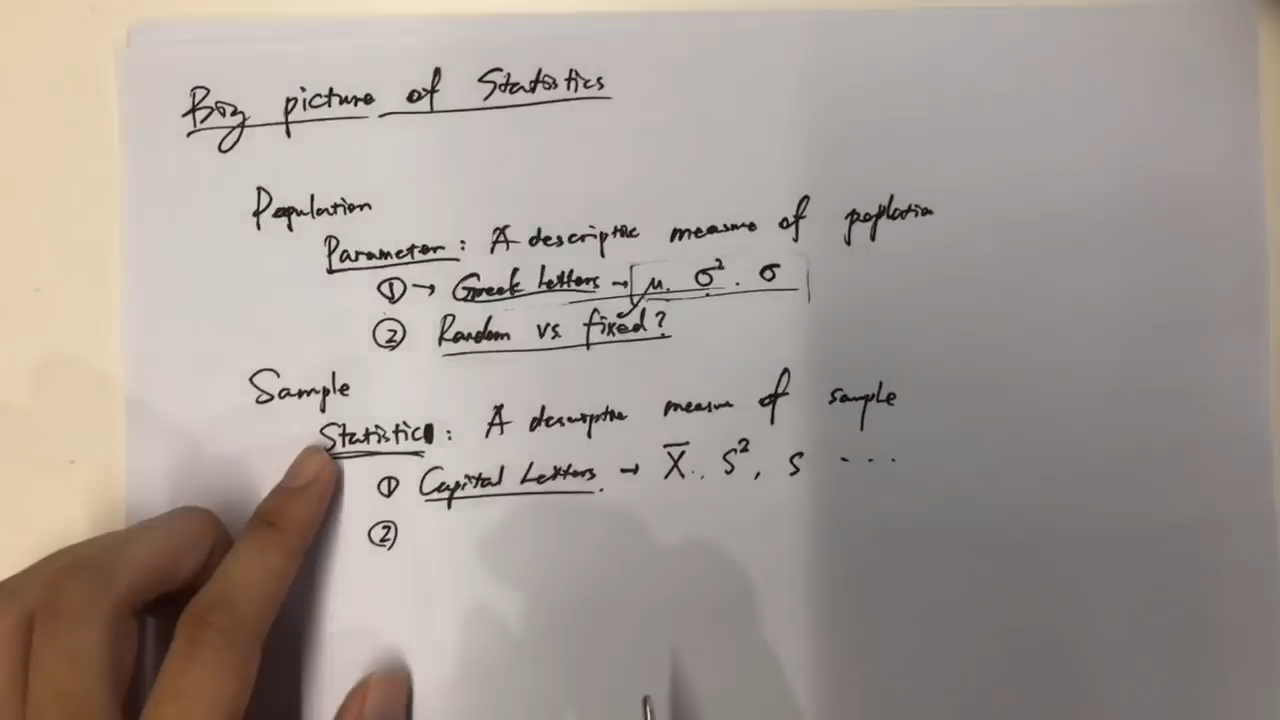 Big picture of Statistics
Population
Parameter : A descriptive measure of poplation
① → Greek Letters → μ, σ², σ
② Random vs. fixed?
Sample
Statistic : A descriptive measure of sample
① Capital Letters → X̄, S², S ...
②